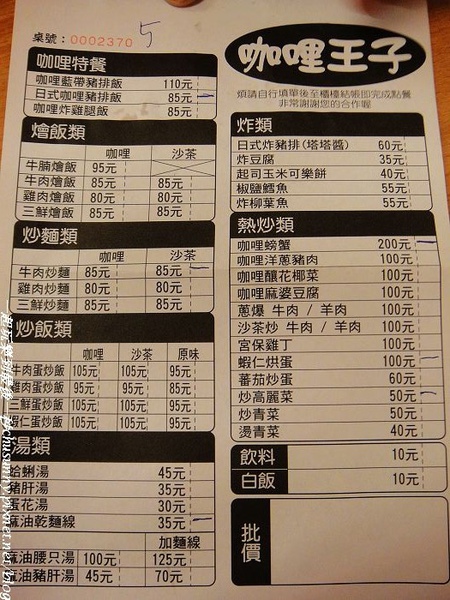 桌號：0002370 5
咖哩特餐
咖哩藍帶豬排飯 110元
日式咖哩豬排飯 85元
咖哩炸雞腿飯 85元
燴飯類
咖哩 沙茶
牛腩燴飯 95元
牛肉燴飯 85元 85元
雞肉燴飯 80元 80元
三鮮燴飯 85元 85元
炒麵類
咖哩 沙茶
牛肉炒麵 85元 85元
雞肉炒麵 80元 80元
三鮮炒麵 85元 85元
炒飯類
咖哩 沙茶 原味
牛肉蛋炒飯 105元 105元 95元
雞肉蛋炒飯 95元 95元 85元
三鮮蛋炒飯 105元 105元 95元
蝦仁蛋炒飯 105元 105元 95元
湯類
蛤蜊湯 45元
豬肝湯 35元
蛋花湯 30元
麻油乾麵線 35元
加麵線
麻油腰只湯 100元 125元
麻油豬肝湯 45元 70元
咖哩王子
煩請自行填單後至櫃檯結帳即完成點餐
非常謝謝您的合作喔
炸類
日式炸豬排(塔塔醬) 60元
炸豆腐 35元
起司玉米可樂餅 40元
椒鹽鱈魚 55元
炸柳葉魚 55元
熱炒類
咖哩螃蟹 200元
咖哩洋蔥豬肉 100元
咖哩釀花椰菜 100元
咖哩麻婆豆腐 100元
蔥爆 牛肉 / 羊肉 100元
沙茶炒 牛肉 / 羊肉 100元
宮保雞丁 100元
蝦仁烘蛋 100元
蕃茄炒蛋 60元
炒高麗菜 50元
炒青菜 50元
燙青菜 40元
飲料 10元
白飯 10元
批價